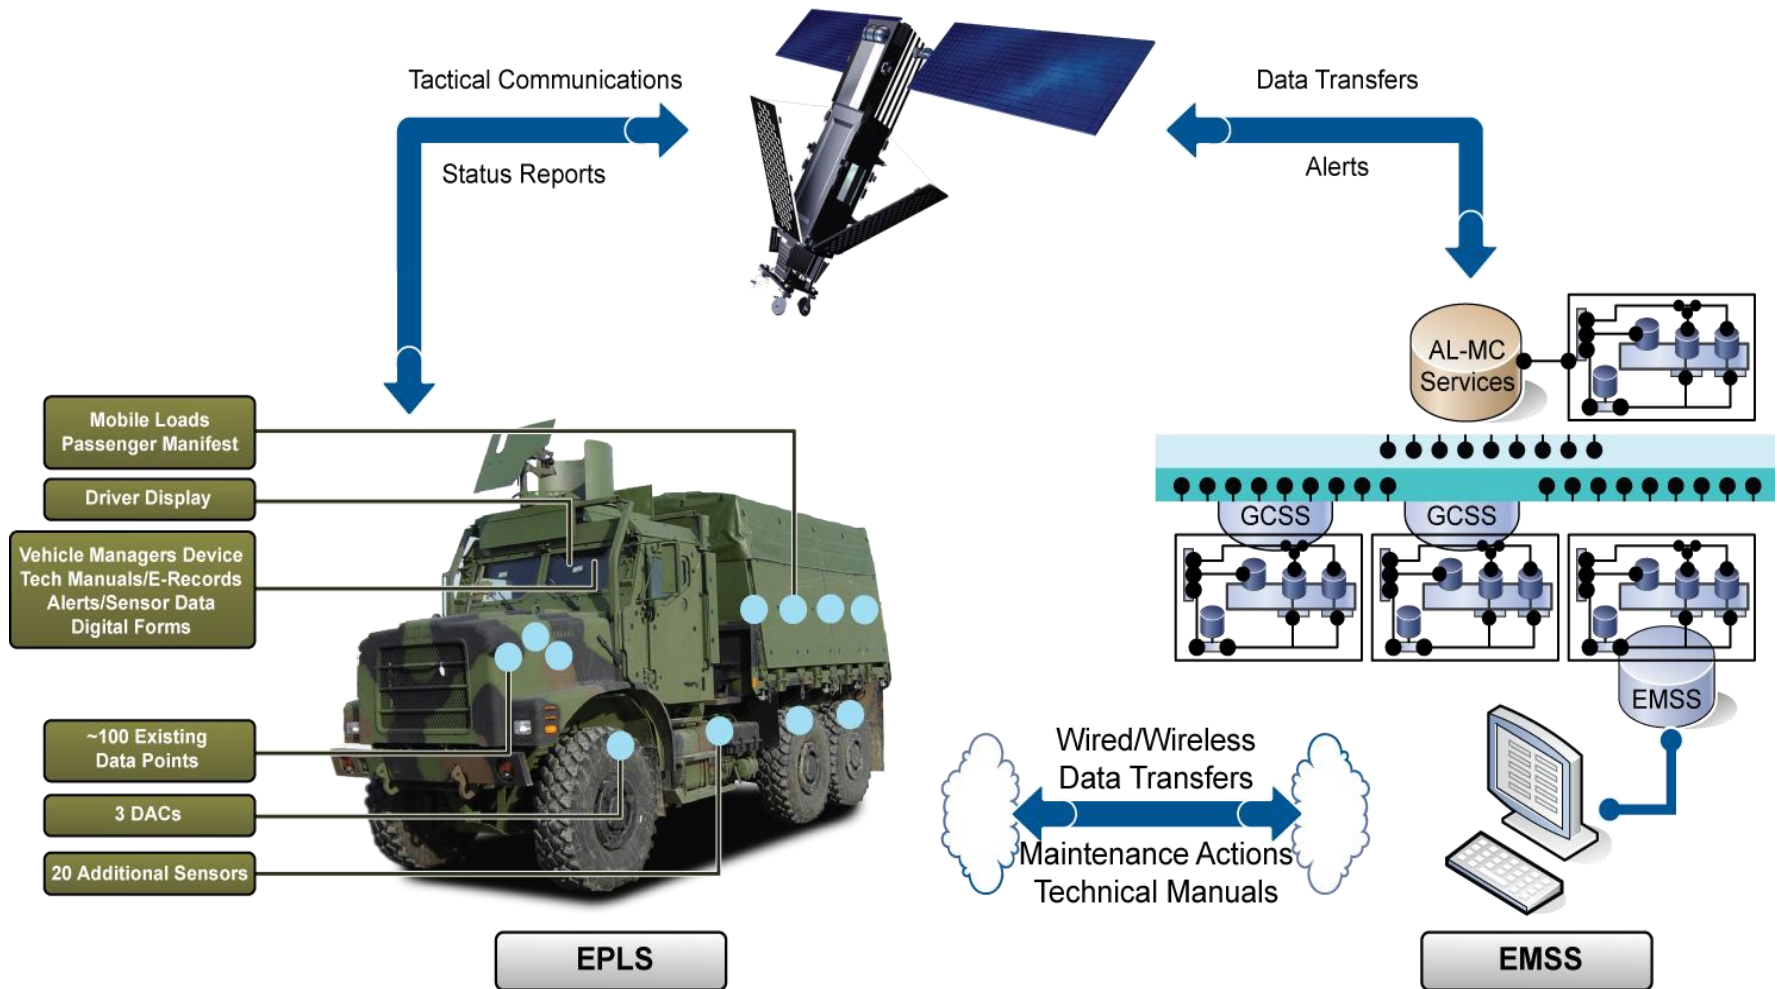 Tactical Communications
Status Reports
Data Transfers
Alerts
AL-MC
Services
Mobile Loads
Passenger Manifest
Driver Display
Vehicle Managers Device
Tech Manuals/E-Records
Alerts/Sensor Data
Digital Forms
~100 Existing
Data Points
3 DACs
20 Additional Sensors
GCSS
GCSS
EMSS
Wired/Wireless
Data Transfers
Maintenance Actions
Technical Manuals
EPLS
EMSS